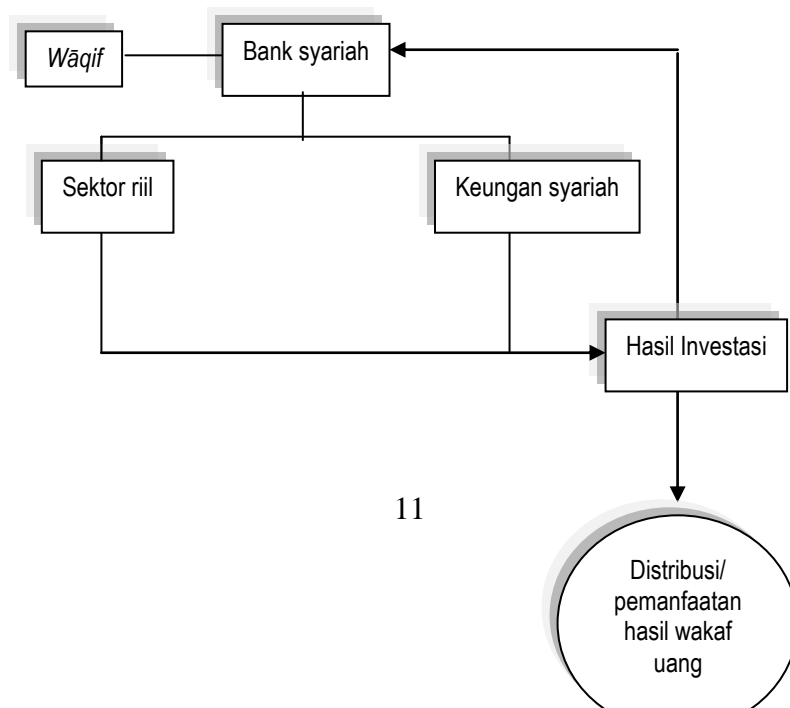 Wāqif
Bank syariah
Sektor riil
Keungan syariah
Hasil Investasi
11
Distribusi/
pemanfaatan
hasil wakaf
uang